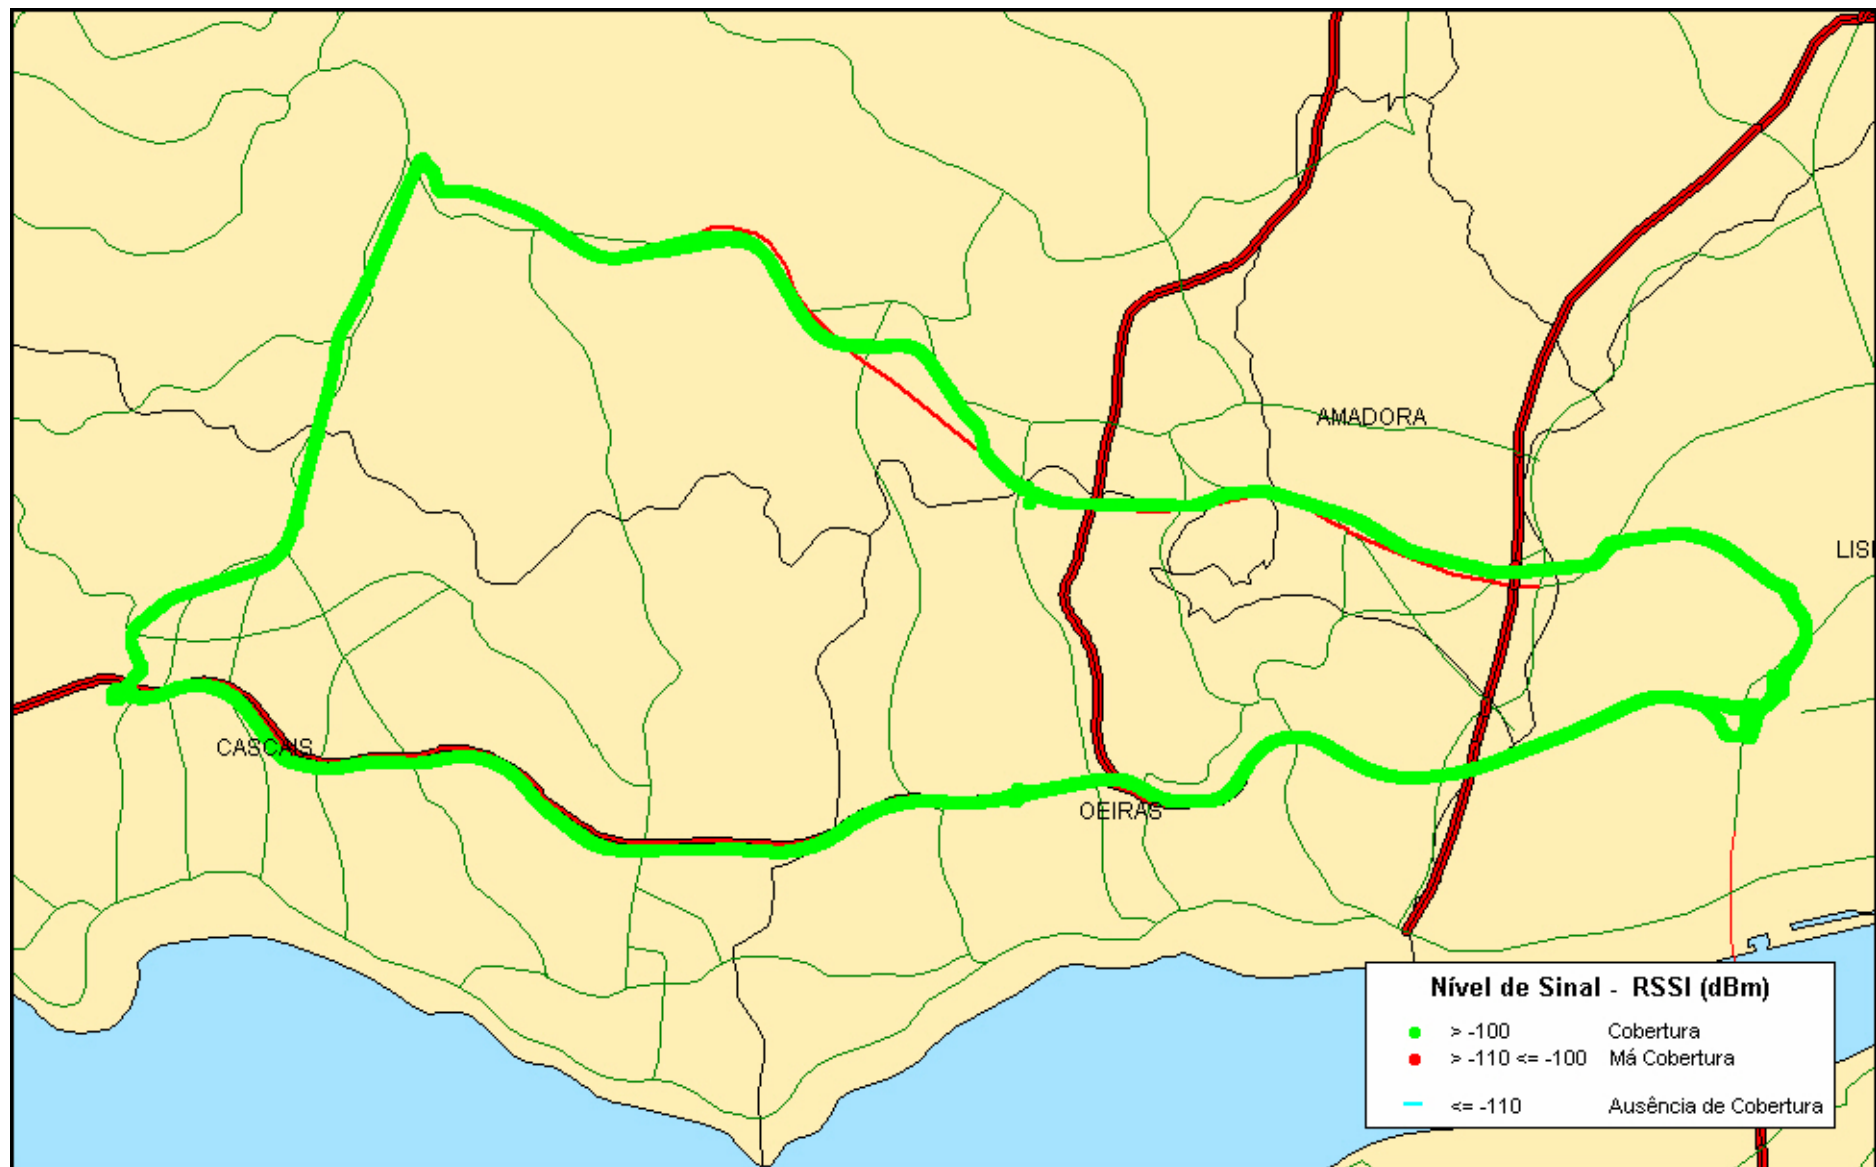 AMADORA
LIS
CASCAIS
OEIRAS
Nível de Sinal - RSSI (dBm)
> -100 Cobertura
> -110 <= -100 Má Cobertura
<= -110 Ausência de Cobertura